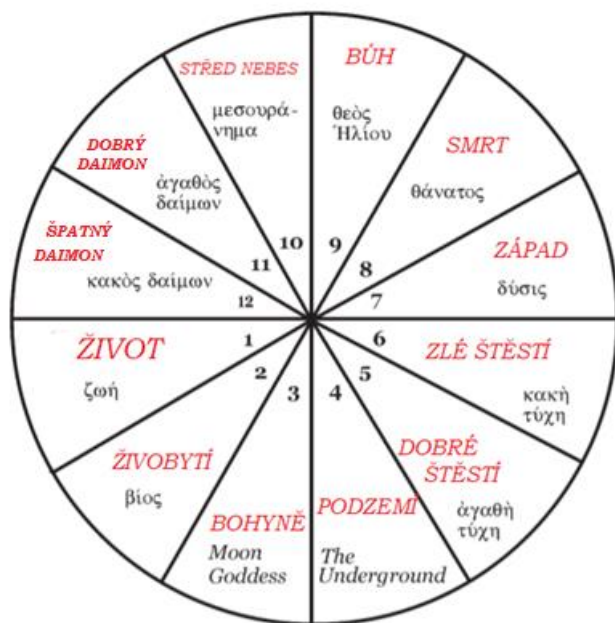 STŘED NEBES
μεσουρά-
νημα
10
BŮH
θεὸς
Ἡλίου
9
SMRT
θάνατος
8
ZÁPAD
δύσις
7
DOBRÝ
DAIMON
ἀγαθὸς
δαίμων
11
ŠPATNÝ
DAIMON
κακὸς δαίμων
12
ŽIVOT
ζωή
1
ŽIVOBYTÍ
βίος
2
BOHYNĚ
Moon
Goddess
3
PODZEMÍ
The
Underground
4
DOBRÉ
ŠTĚSTÍ
ἀγαθὴ
τύχη
5
ZLÉ ŠTĚSTÍ
κακὴ
τύχη
6